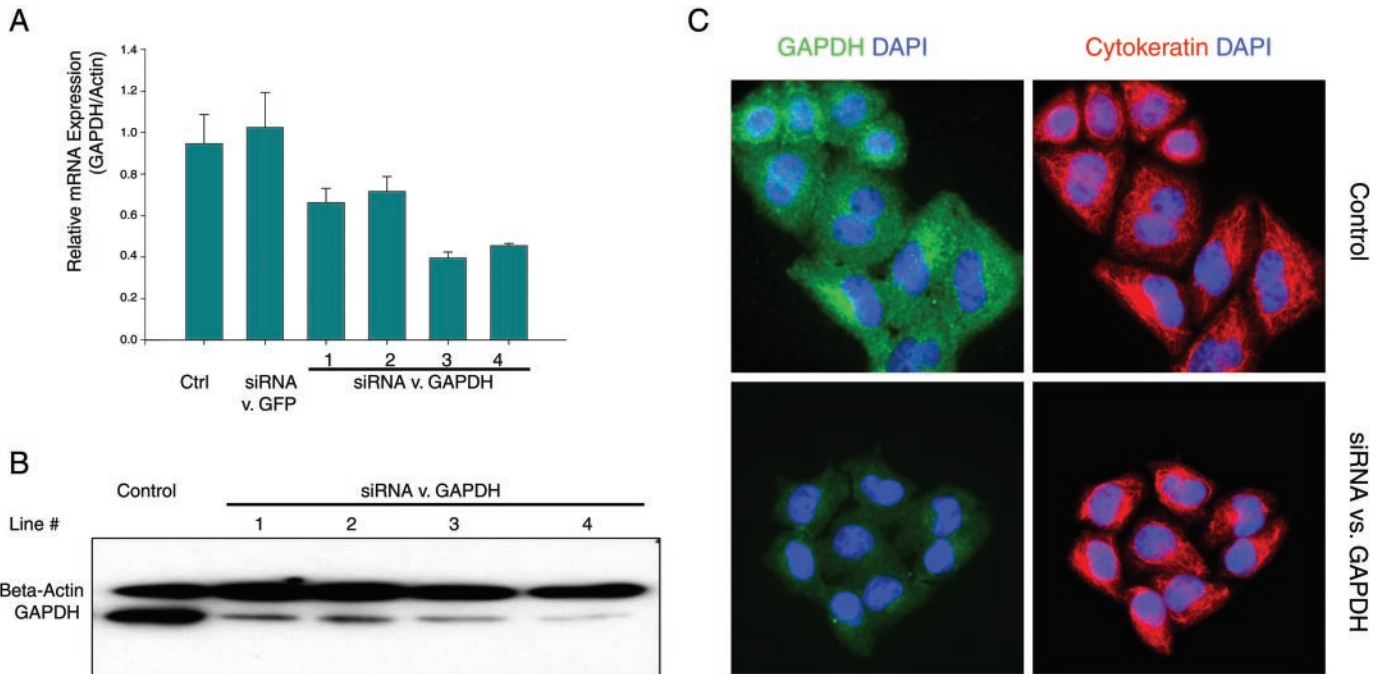 A
Relative mRNA Expression
(GAPDH/Actin)
1.4
1.2
1.0
0.8
0.6
0.4
0.2
0.0
1 2 3 4
Ctrl
siRNA
v. GFP
siRNA v. GAPDH
B
Control
siRNA v. GAPDH
Line #
1 2 3 4
Beta-Actin
GAPDH
C
GAPDH DAPI
Cytokeratin DAPI
Control
siRNA vs. GAPDH